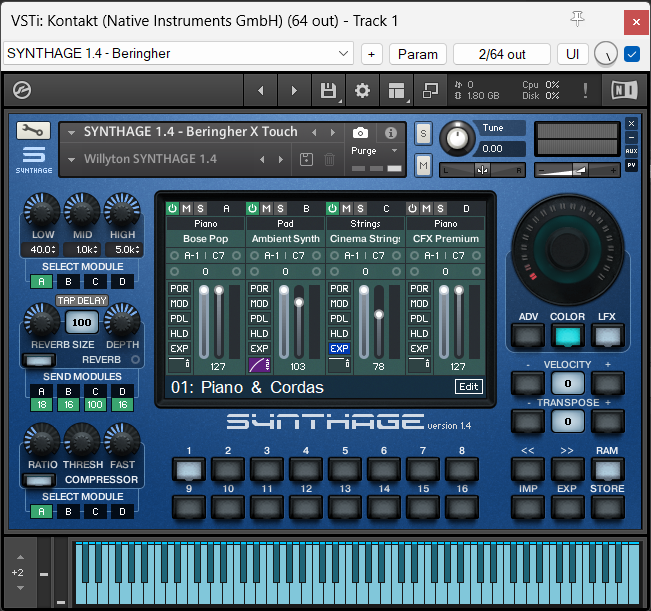 VSTi: Kontakt (Native Instruments GmbH) (64 out) - Track 1
SYNTHAGE 1.4 - Beringher
+
Param
2/64 out
UI
0
1.80 GB
Cpu 0%
Disk 0%
!
NI
SYNTHAGE
SYNTHAGE 1.4 - Beringher X Touch
Willyton SYNTHAGE 1.4
Purge
S
M
Tune
0.00
L R
- +
x
-
AUX
PV
LOW MID HIGH
40.0 1.0k 5.0k
SELECT MODULE
A B C D
TAP DELAY
100
REVERB SIZE DEPTH
REVERB
SEND MODULES
A B C D
18 16 100 16
RATIO THRESH FAST
COMPRESSOR
SELECT MODULE
A B C D
M S A M S B M S C M S D
Piano Pad Strings Piano
Bose Pop Ambient Synth Cinema Strings CFX Premium
A-1 | C7 A-1 | C7 A-1 | C7 A-1 | C7
0 0 0 0
POR POR POR POR
MOD MOD MOD MOD
PDL PDL PDL PDL
HLD HLD HLD HLD
EXP EXP EXP EXP
127 103 78 127
01: Piano & Cordas
Edit
SYNTHAGE version 1.4
1 2 3 4 5 6 7 8
9 10 11 12 13 14 15 16
ADV COLOR LFX
- VELOCITY +
0
- TRANSPOSE +
0
<< >> RAM
IMP EXP STORE
+2